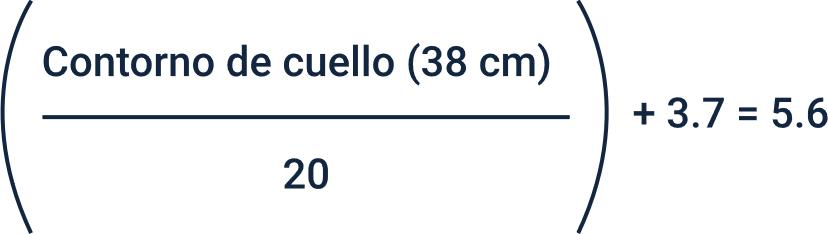 Contorno de cuello (38 cm)
20
+ 3.7 = 5.6